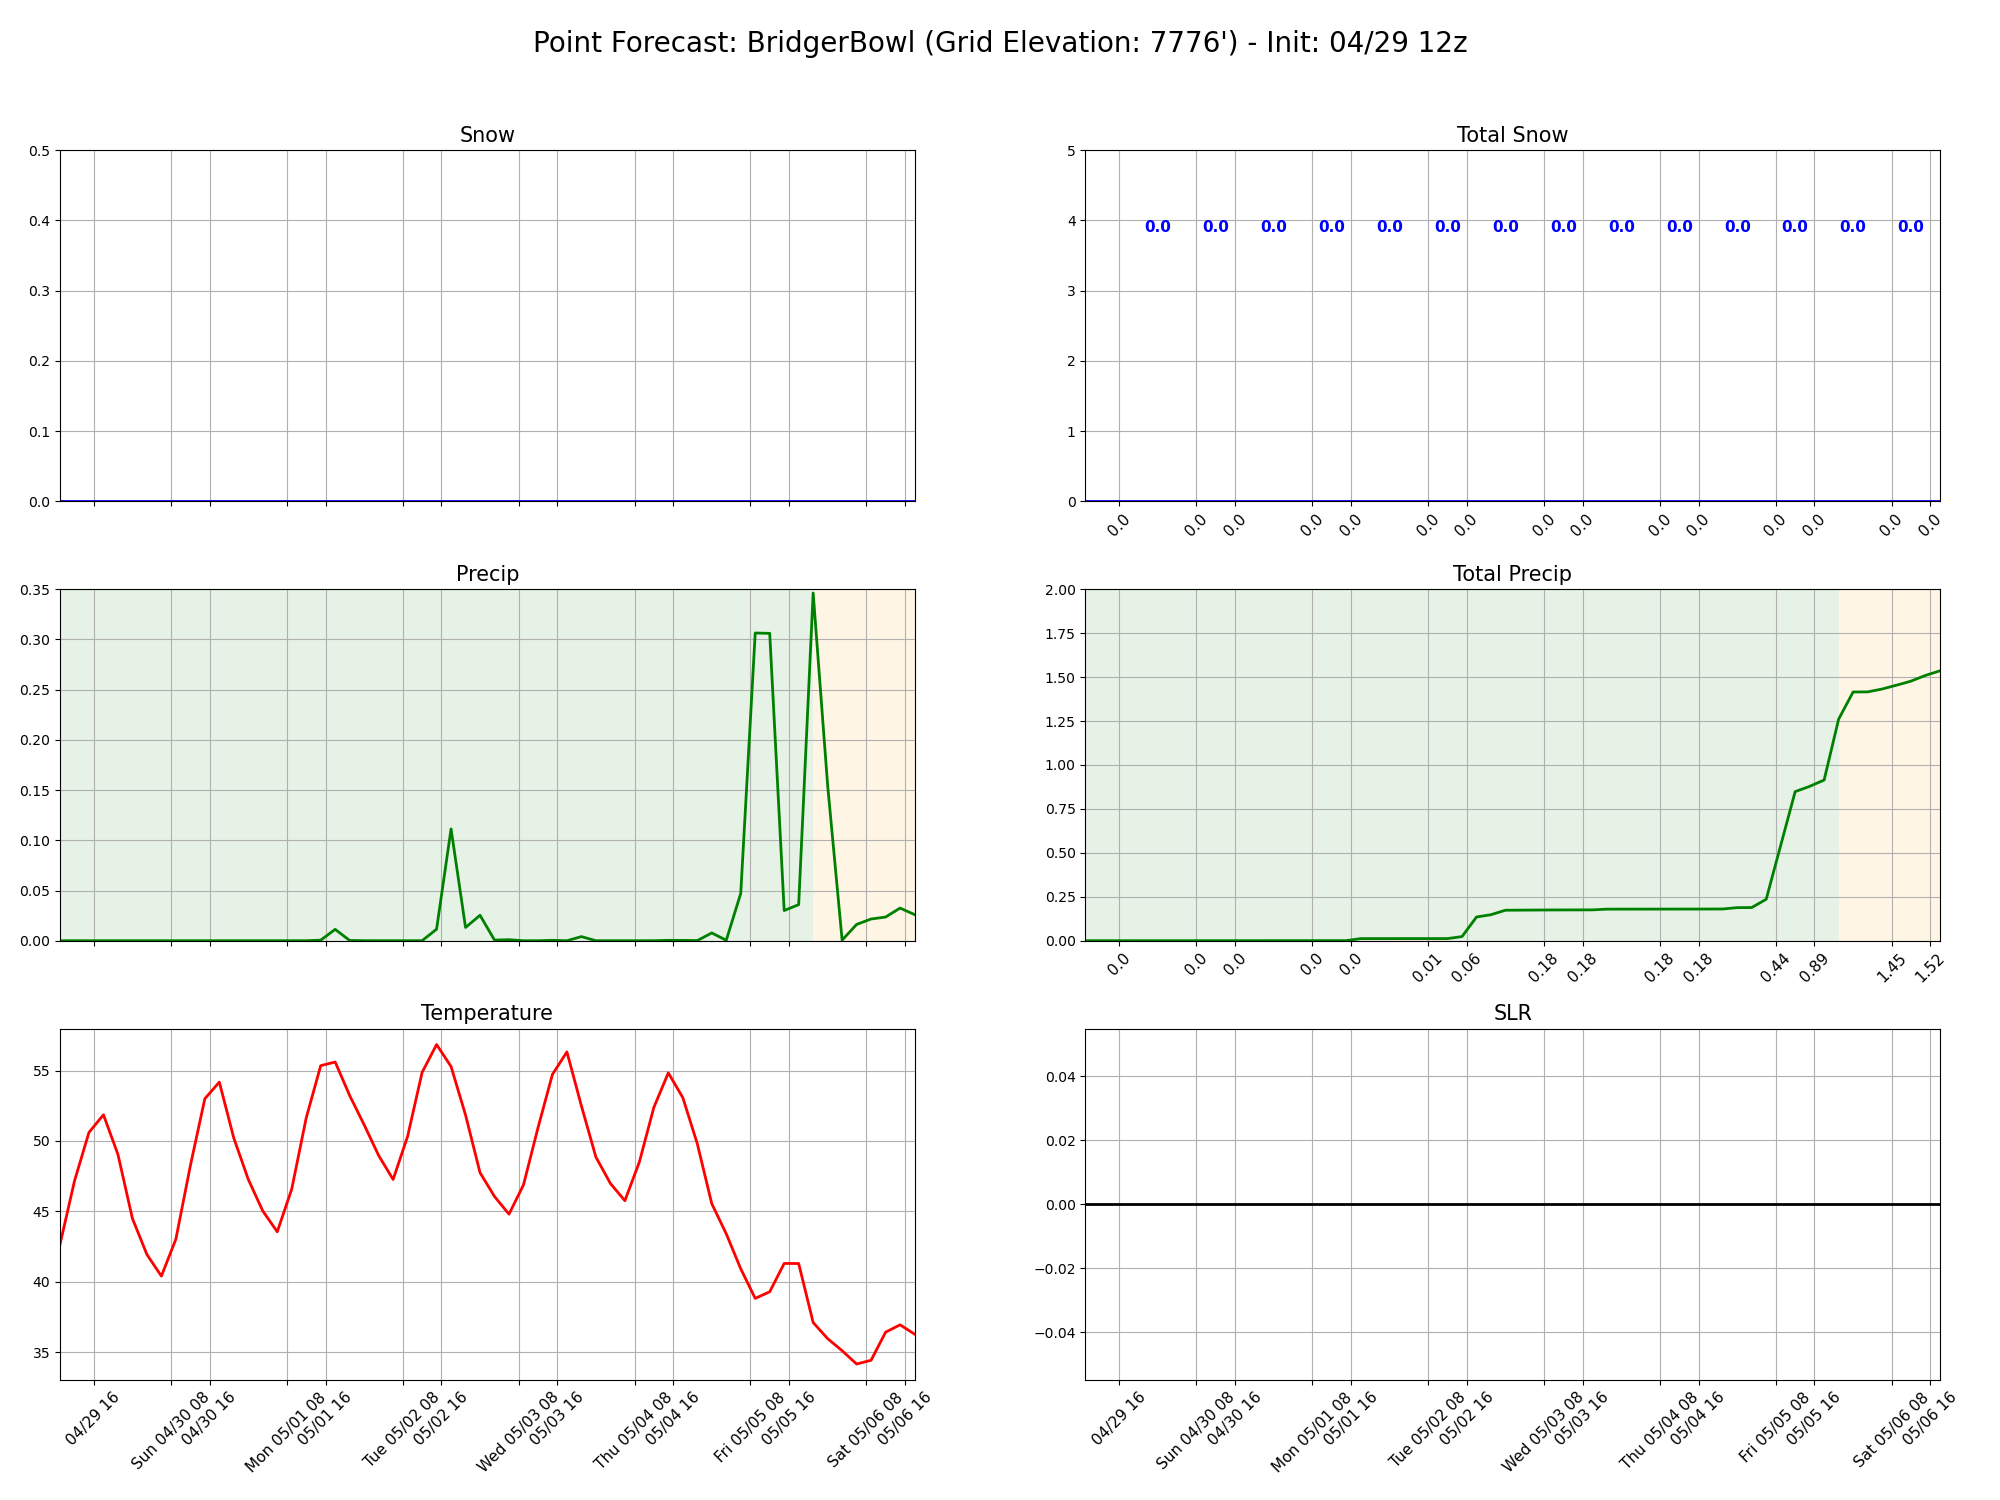 Point Forecast: BridgerBowl (Grid Elevation: 7776') - Init: 04/29 12z
Snow
0.5
0.4
0.3
0.2
0.1
0.0
Total Snow
5
4
3
2
1
0
0.0 0.0 0.0 0.0 0.0 0.0 0.0 0.0 0.0 0.0 0.0 0.0 0.0 0.0
0.0 0.0 0.0 0.0 0.0 0.0 0.0 0.0 0.0 0.0 0.0 0.0 0.0 0.0 0.0
Precip
0.35
0.30
0.25
0.20
0.15
0.10
0.05
0.00
Total Precip
2.00
1.75
1.50
1.25
1.00
0.75
0.50
0.25
0.00
0.0 0.0 0.0 0.0 0.0 0.01 0.06 0.18 0.18 0.18 0.18 0.44 0.89 1.45 1.52
Temperature
55
50
45
40
35
04/29 16
Sun 04/30 08
04/30 16
Mon 05/01 08
05/01 16
Tue 05/02 08
05/02 16
Wed 05/03 08
05/03 16
Thu 05/04 08
05/04 16
Fri 05/05 08
05/05 16
Sat 05/06 08
05/06 16
SLR
0.04
0.02
0.00
−0.02
−0.04
04/29 16
Sun 04/30 08
04/30 16
Mon 05/01 08
05/01 16
Tue 05/02 08
05/02 16
Wed 05/03 08
05/03 16
Thu 05/04 08
05/04 16
Fri 05/05 08
05/05 16
Sat 05/06 08
05/06 16